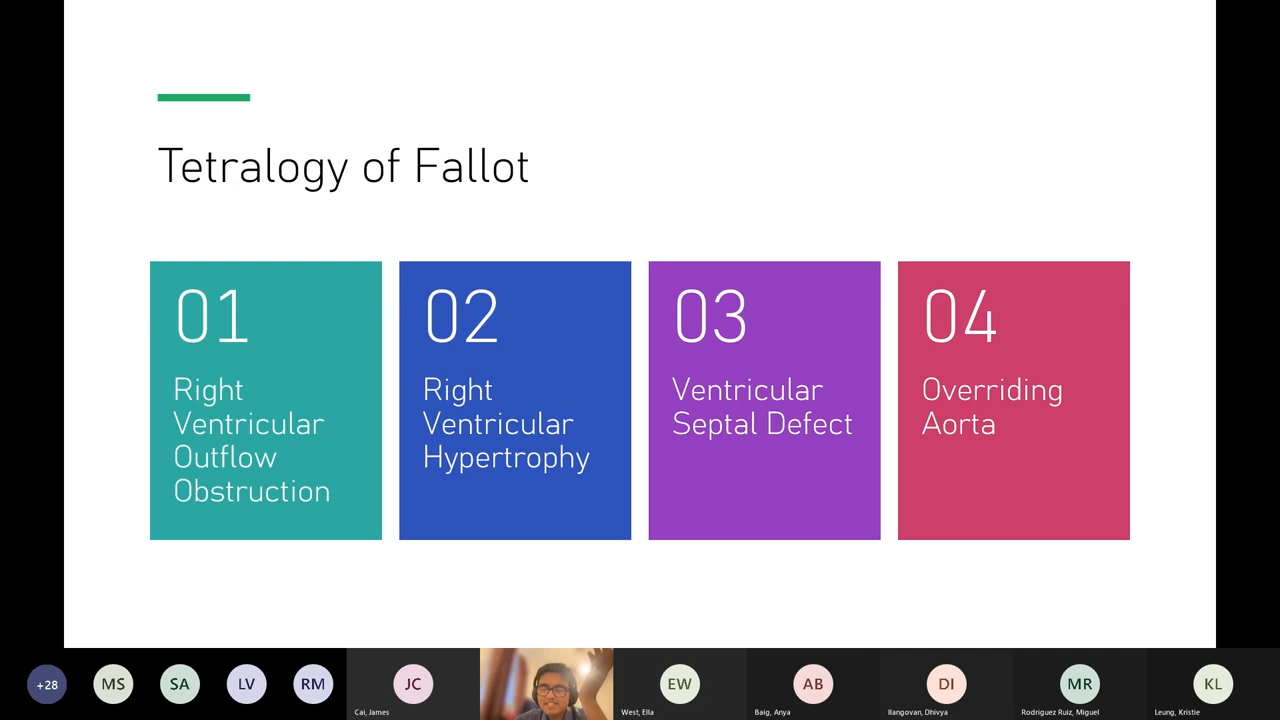 Tetralogy of Fallot
01
Right
Ventricular
Outflow
Obstruction
02
Right
Ventricular
Hypertrophy
03
Ventricular
Septal Defect
04
Overriding
Aorta
+28
MS
SA
LV
RM
JC
Cai, James
EW
West, Ella
AB
Baig, Anya
DI
Ilangovan, Dhivya
MR
Rodriguez Ruiz, Miguel
KL
Leung, Kristie